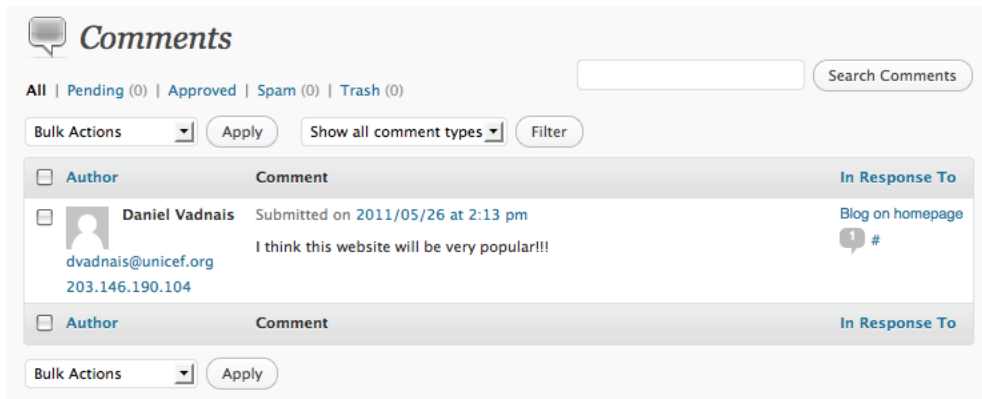 Comments
Search Comments
All | Pending (0) | Approved | Spam (0) | Trash (0)
Bulk Actions Apply Show all comment types Filter
Author Comment In Response To
Daniel Vadnais Submitted on 2011/05/26 at 2:13 pm Blog on homepage
1 #
I think this website will be very popular!!!
dvadnais@unicef.org
203.146.190.104
Author Comment In Response To
Bulk Actions Apply